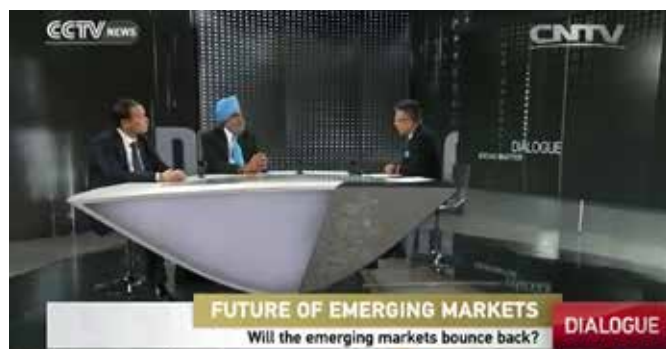 CCTV NEWS
CNTV
DIALOGUE
FUTURE OF EMERGING MARKETS
Will the emerging markets bounce back?
DIALOGUE